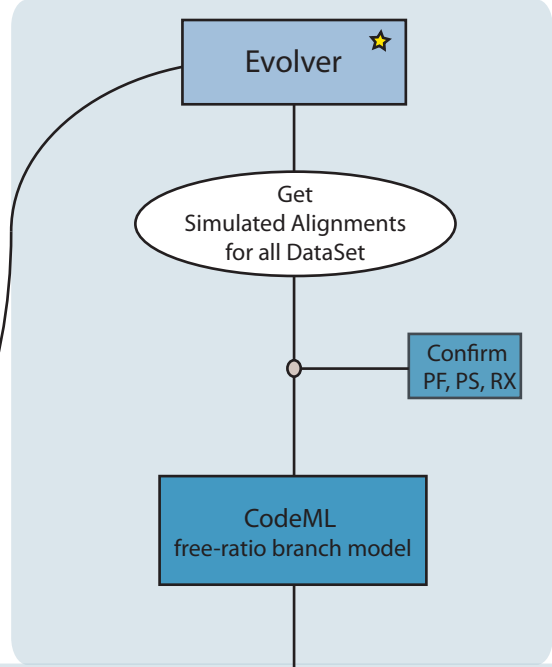 Evolver
Get
Simulated Alignments
for all DataSet
Confirm
PF, PS, RX
CodeML
free-ratio branch model